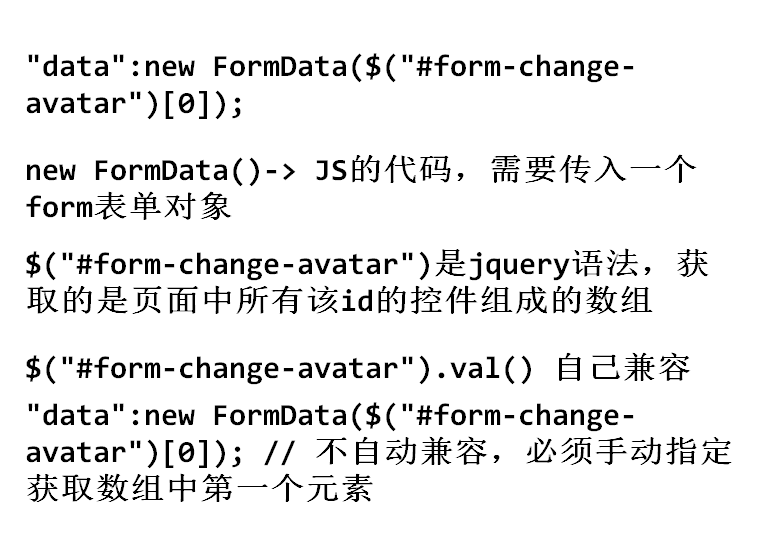 "data":new FormData($("#form-change-
avatar")[0]);
new FormData()-> JS的代码，需要传入一个
form表单对象
$("#form-change-avatar")是jquery语法，获
取的是页面中所有该id的控件组成的数组
$("#form-change-avatar").val() 自己兼容
"data":new FormData($("#form-change-
avatar")[0]); // 不自动兼容，必须手动指定
获取数组中第一个元素